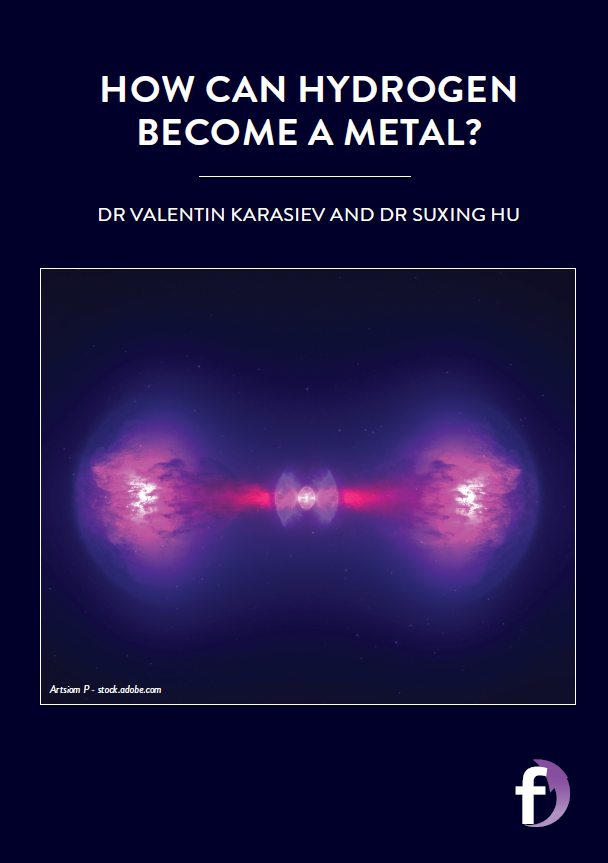 HOW CAN HYDROGEN
BECOME A METAL?
DR VALENTIN KARASIEV AND DR SUXING HU
Artsiom P - stock.adobe.com
f